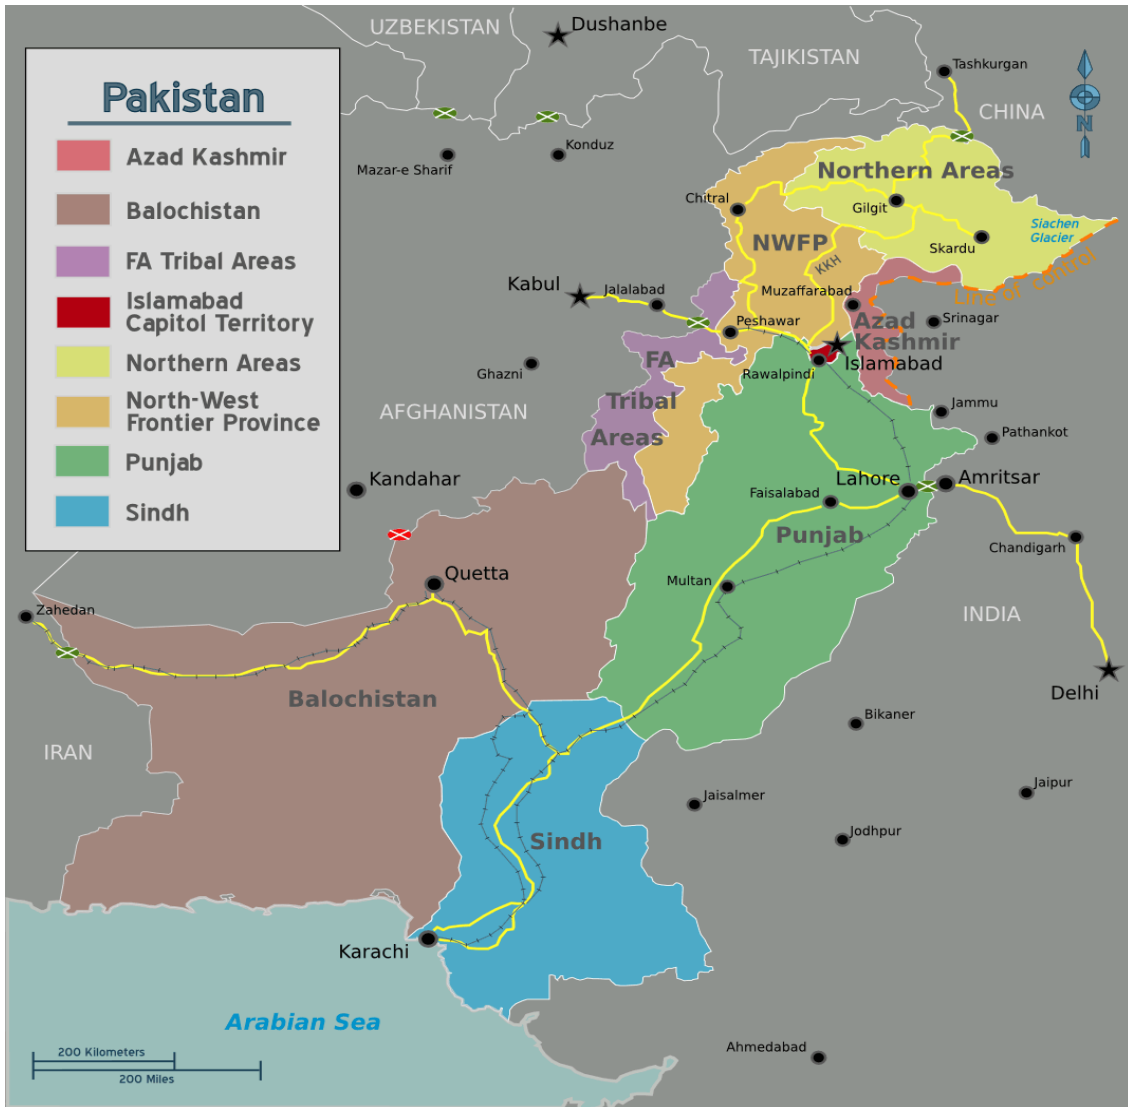 UZBEKISTAN
Dushanbe
TAJIKISTAN
Tashkurgan
CHINA
N
Pakistan
Azad Kashmir
Balochistan
FA Tribal Areas
Islamabad
Capitol Territory
Northern Areas
North-West
Frontier Province
Punjab
Sindh
Konduz
Mazar-e Sharif
Northern Areas
Chitral
Gilgit
Siachen
Glacier
Skardu
NWFP
KKH
Line of control
Kabul
Jalalabad
Muzaffarabad
Peshawar
Azad
Kashmir
Srinagar
FA
Tribal
Areas
Ghazni
Rawalpindi
Islamabad
AFGHANISTAN
Jammu
Pathankot
Kandahar
Lahore
Amritsar
Faisalabad
Punjab
Chandigarh
Quetta
Multan
Zahedan
INDIA
Delhi
Balochistan
Bikaner
IRAN
Jaisalmer
Jaipur
Sindh
Jodhpur
Karachi
Arabian Sea
Ahmedabad
200 Kilometers
200 Miles